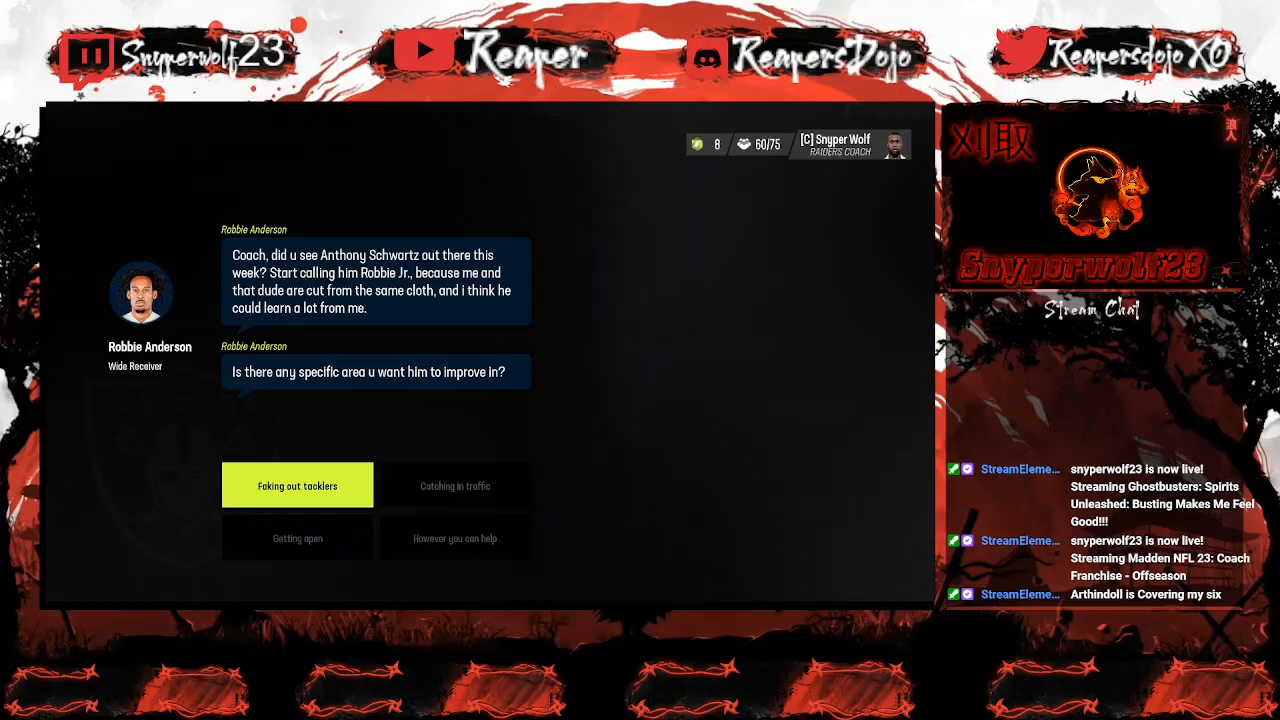 Snyperwolf23
Reaper
ReapersDojo
ReapersdojoXO
8
60/75
[C] Snyper Wolf
RAIDERS COACH
刈取
浪人
Snyperwolf23
Stream Chat
Robbie Anderson
Coach, did u see Anthony Schwartz out there this
week? Start calling him Robbie Jr., because me and
that dude are cut from the same cloth, and i think he
could learn a lot from me.
Robbie Anderson
Wide Receiver
Robbie Anderson
Is there any specific area u want him to improve in?
Faking out tacklers
Catching in traffic
Getting open
However you can help
StreamEleme... snyperwolf23 is now live!
Streaming Ghostbusters: Spirits
Unleashed: Busting Makes Me Feel
Good!!!
StreamEleme... snyperwolf23 is now live!
Streaming Madden NFL 23: Coach
Franchise - Offseason
StreamEleme... Arthindoll is Covering my six